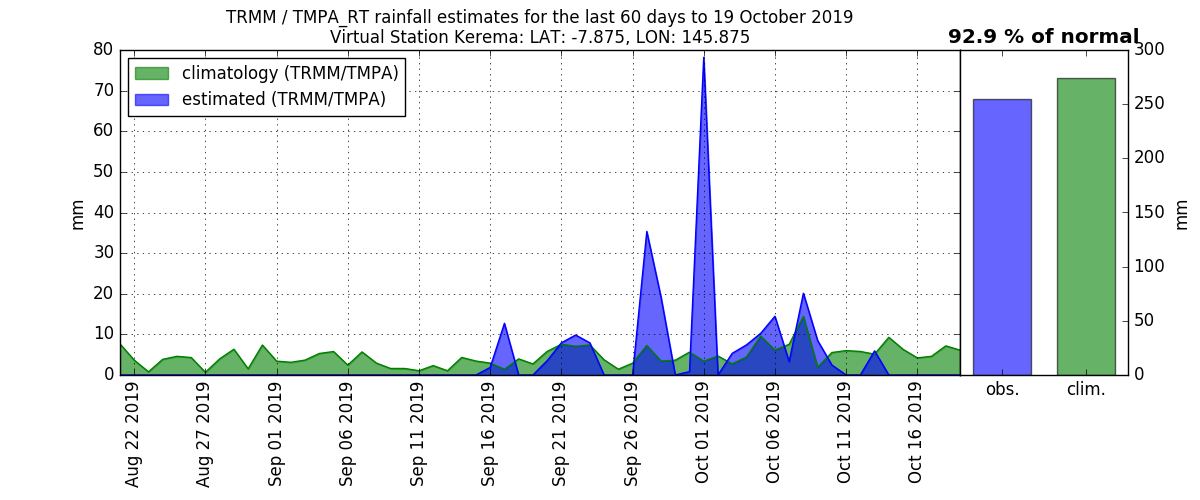 TRMM / TMPA_RT rainfall estimates for the last 60 days to 19 October 2019
Virtual Station Kerema: LAT: -7.875, LON: 145.875
92.9 % of normal
climatology (TRMM/TMPA)
estimated (TRMM/TMPA)
mm
80
70
60
50
40
30
20
10
0
Aug 22 2019
Aug 27 2019
Sep 01 2019
Sep 06 2019
Sep 11 2019
Sep 16 2019
Sep 21 2019
Sep 26 2019
Oct 01 2019
Oct 06 2019
Oct 11 2019
Oct 16 2019
obs.
clim.
300
250
200
150
100
50
0
mm